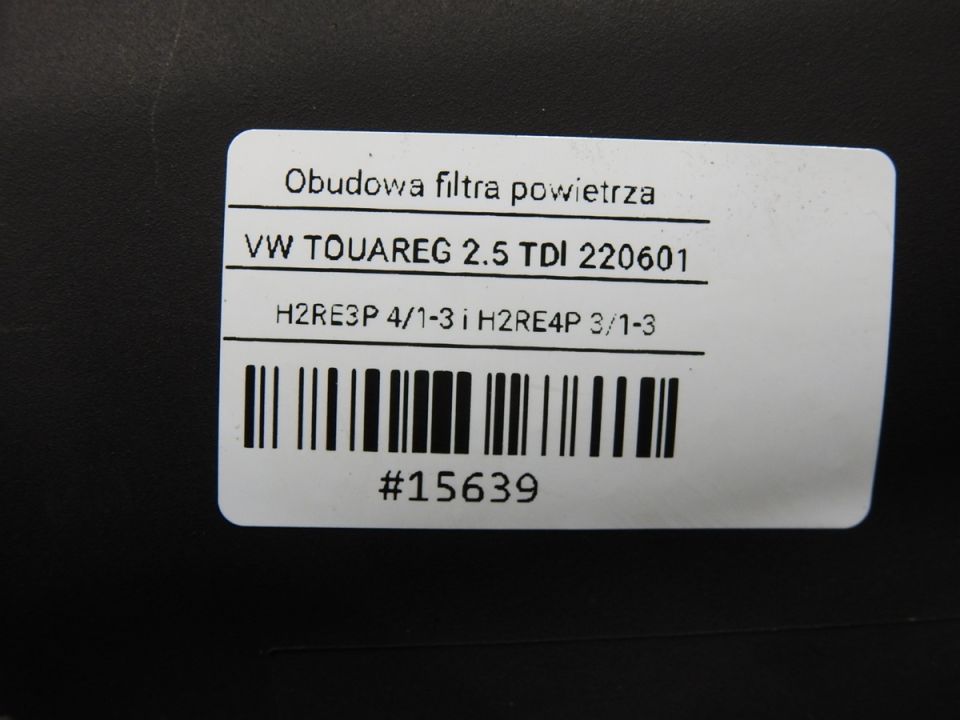 Obudowa filtra powietrza
VW TOUAREG 2.5 TDI 220601
H2RE3P 4/1-3 i H2RE4P 3/1-3
#15639